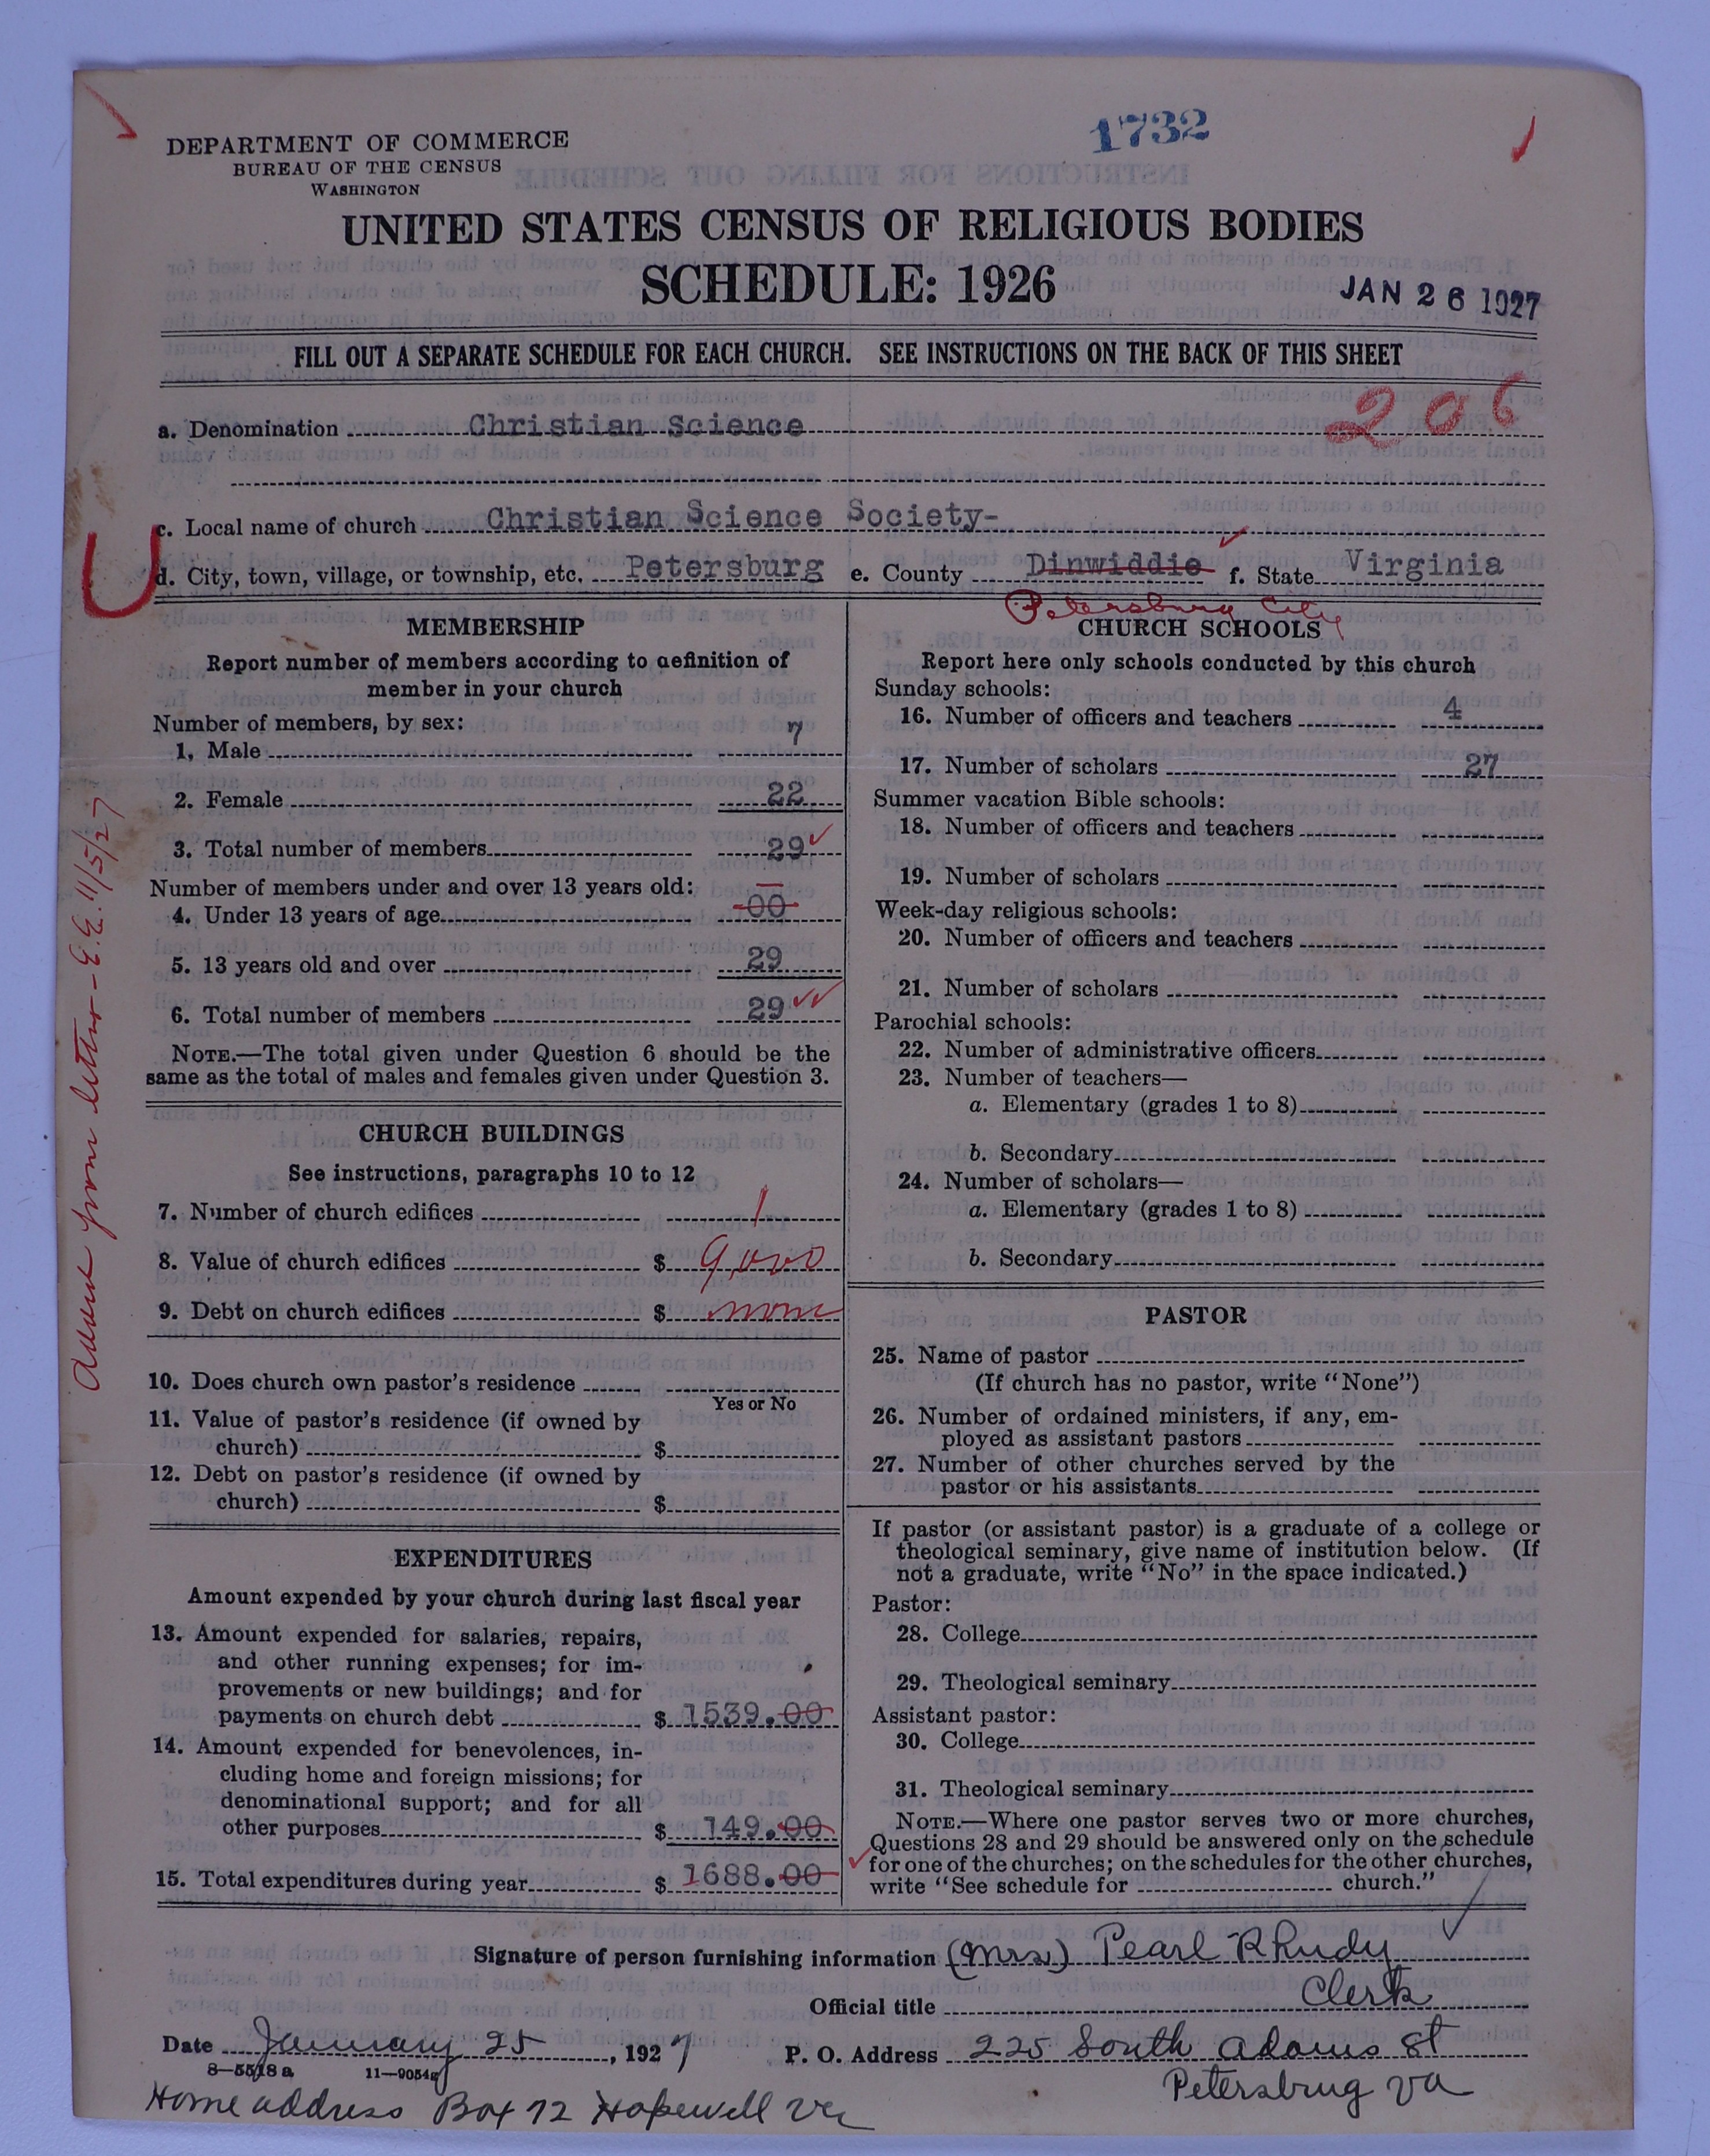 1732
DEPARTMENT OF COMMERCE
BUREAU OF THE CENSUS
WASHINGTON
UNITED STATES CENSUS OF RELIGIOUS BODIES
SCHEDULE: 1926
JAN 26 1927
FILL OUT A SEPARATE SCHEDULE FOR EACH CHURCH. SEE INSTRUCTIONS ON THE BACK OF THIS SHEET
206
a. Denomination Christian Science
c. Local name of church Christian Science Society-
d. City, town, village, or township, etc. Petersburg e. County Dinwiddie f. State Virginia
Petersburg City
MEMBERSHIP
Report number of members according to definition of
member in your church
Number of members, by sex:
1. Male 7
2. Female 22
3. Total number of members 29
Number of members under and over 13 years old:
4. Under 13 years of age -00
5. 13 years old and over 29
6. Total number of members 29
NOTE.—The total given under Question 6 should be the
same as the total of males and females given under Question 3.
CHURCH BUILDINGS
See instructions, paragraphs 10 to 12
7. Number of church edifices 1
8. Value of church edifices $ 9,000
9. Debt on church edifices $ none
10. Does church own pastor's residence
Yes or No
11. Value of pastor's residence (if owned by
church) $
12. Debt on pastor's residence (if owned by
church) $
EXPENDITURES
Amount expended by your church during last fiscal year
13. Amount expended for salaries, repairs,
and other running expenses; for im-
provements or new buildings; and for
payments on church debt $ 1539.00
14. Amount expended for benevolences, in-
cluding home and foreign missions; for
denominational support; and for all
other purposes $ 149.00
15. Total expenditures during year $ 1688.00
CHURCH SCHOOLS
Report here only schools conducted by this church
Sunday schools:
16. Number of officers and teachers 4
17. Number of scholars 27
Summer vacation Bible schools:
18. Number of officers and teachers
19. Number of scholars
Week-day religious schools:
20. Number of officers and teachers
21. Number of scholars
Parochial schools:
22. Number of administrative officers
23. Number of teachers—
a. Elementary (grades 1 to 8)
b. Secondary
24. Number of scholars—
a. Elementary (grades 1 to 8)
b. Secondary
PASTOR
25. Name of pastor
(If church has no pastor, write "None")
26. Number of ordained ministers, if any, em-
ployed as assistant pastors
27. Number of other churches served by the
pastor or his assistants
If pastor (or assistant pastor) is a graduate of a college or
theological seminary, give name of institution below. (If
not a graduate, write "No" in the space indicated.)
Pastor:
28. College
29. Theological seminary
Assistant pastor:
30. College
31. Theological seminary
NOTE.—Where one pastor serves two or more churches,
Questions 28 and 29 should be answered only on the schedule
for one of the churches; on the schedules for the other churches,
write "See schedule for church."
Signature of person furnishing information (Mrs.) Pearl Rhudy
Official title Clerk
Date January 25, 1927 P. O. Address 225 South Adams St
8-5518 a 11-9054
Petersbrug Va
Home address Box 72 Hopewell Va
from letter - E.E. 11/5/27